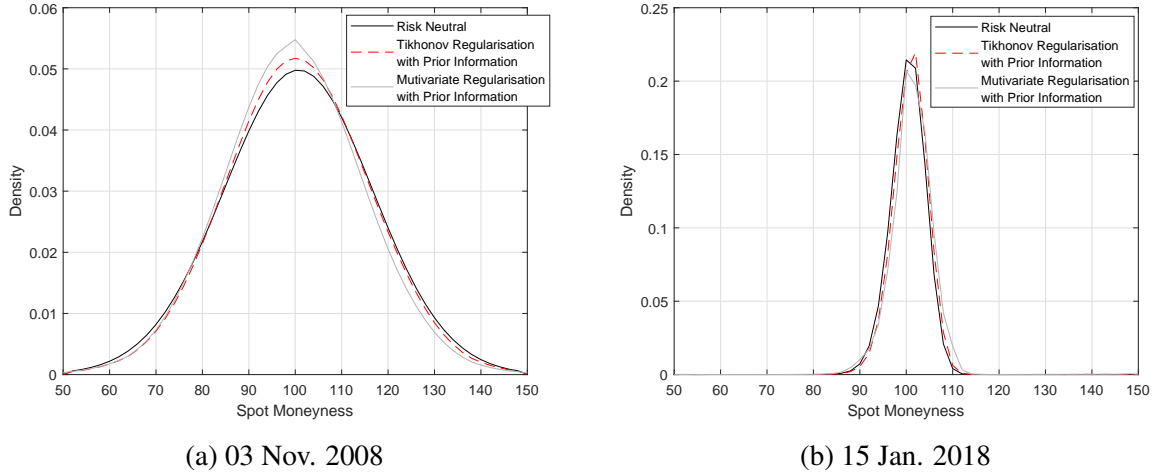 0.06
0.05
0.04
0.03
0.02
0.01
0
Density
50 60 70 80 90 100 110 120 130 140 150
Spot Moneyness
Risk Neutral
Tikhonov Regularisation
with Prior Information
Mutivariate Regularisation
with Prior Information
(a) 03 Nov. 2008
0.25
0.2
0.15
0.1
0.05
0
Density
50 60 70 80 90 100 110 120 130 140 150
Spot Moneyness
Risk Neutral
Tikhonov Regularisation
with Prior Information
Mutivariate Regularisation
with Prior Information
(b) 15 Jan. 2018